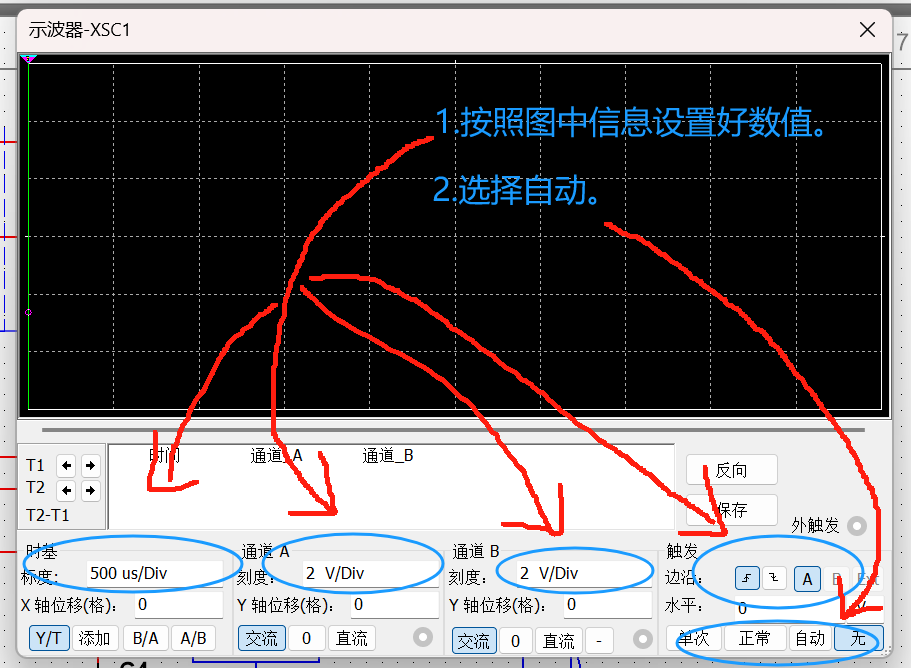 示波器-XSC1
7
1.按照图中信息设置好数值。
2.选择自动。
时间 通道_A 通道_B
T1
T2
T2-T1
反向
保存
外触发
时基 通道 A 通道 B 触发
标度: 500 us/Div 刻度: 2 V/Div 刻度: 2 V/Div 边沿: A B Ext
X 轴位移(格): 0 Y 轴位移(格): 0 Y 轴位移(格): 0 水平: 0 V
Y/T 添加 B/A A/B 交流 0 直流 交流 0 直流 - 单次 正常 自动 无